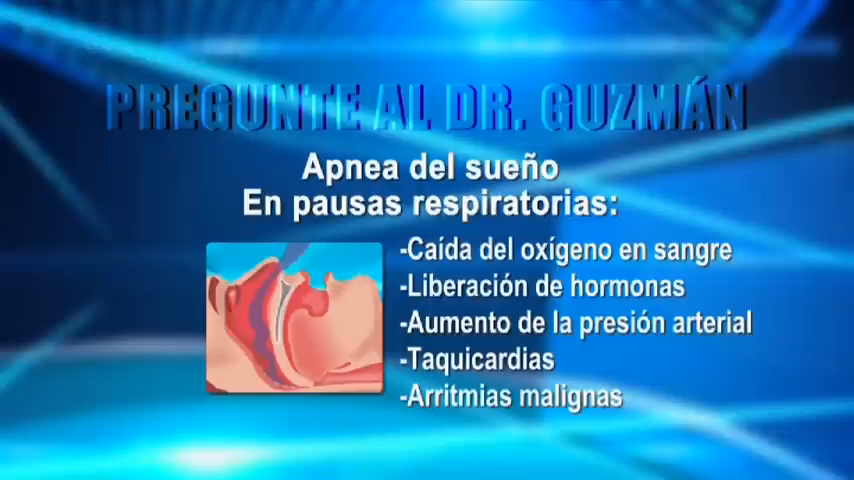 PREGUNTE AL DR. GUZMÁN
Apnea del sueño
En pausas respiratorias:
-Caída del oxígeno en sangre
-Liberación de hormonas
-Aumento de la presión arterial
-Taquicardias
-Arritmias malignas